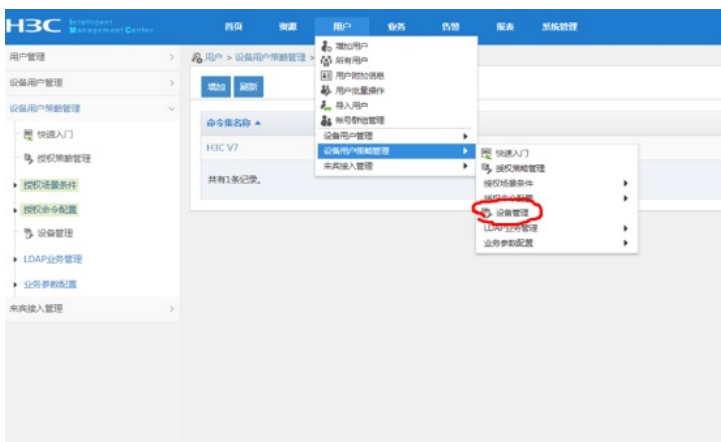 H3C Intelligent Management Center
首页 资源 用户 业务 告警 报表 系统管理
用户管理
设备用户管理
设备用户策略管理
快速入门
授权策略管理
授权场景条件
授权命令配置
设备管理
LDAP业务管理
业务参数配置
来宾接入管理
用户 > 设备用户策略管理 >
增加 刷新
命令集名称
H3C V7
共有1条记录。
增加用户
所有用户
用户附加信息
用户批量操作
导入用户
帐号群组管理
设备用户管理
设备用户策略管理
来宾接入管理
快速入门
授权策略管理
授权场景条件
授权命令配置
设备管理
LDAP业务管理
业务参数配置